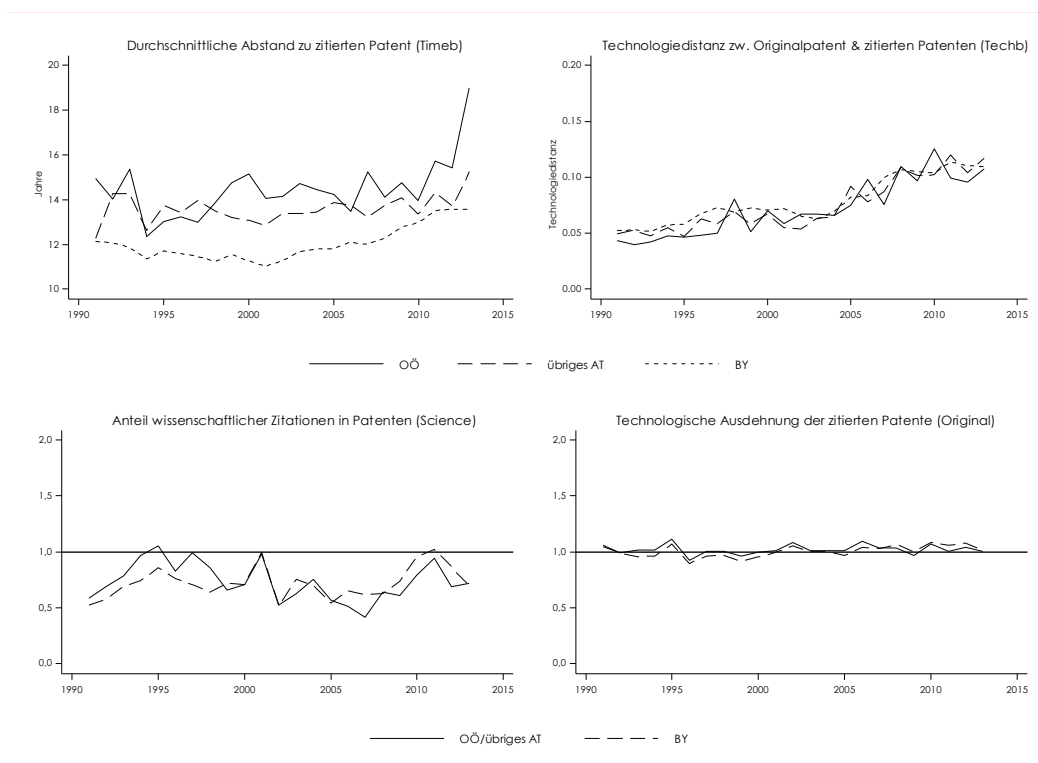 Durchschnittliche Abstand zu zitierten Patent (Timeb)
20
18
16
14
12
10
Jahre
1990 1995 2000 2005 2010 2015
Technologiedistanz zw. Originalpatent & zitierten Patenten (Techb)
0.20
0.15
0.10
0.05
0.00
Technologiedistanz
1990 1995 2000 2005 2010 2015
OÖ übriges AT BY
Anteil wissenschaftlicher Zitationen in Patenten (Science)
2,0
1,5
1,0
0,5
0,0
1990 1995 2000 2005 2010 2015
Technologische Ausdehnung der zitierten Patente (Original)
2,0
1,5
1,0
0,5
0,0
1990 1995 2000 2005 2010 2015
OÖ/übriges AT BY